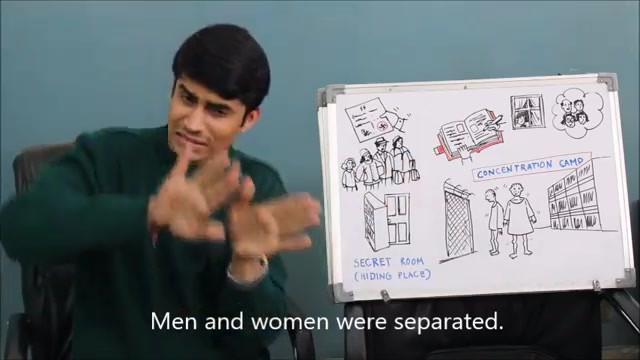 CONCENTRATION CAMP
SECRET ROOM
(HIDING PLACE)
Men and women were separated.